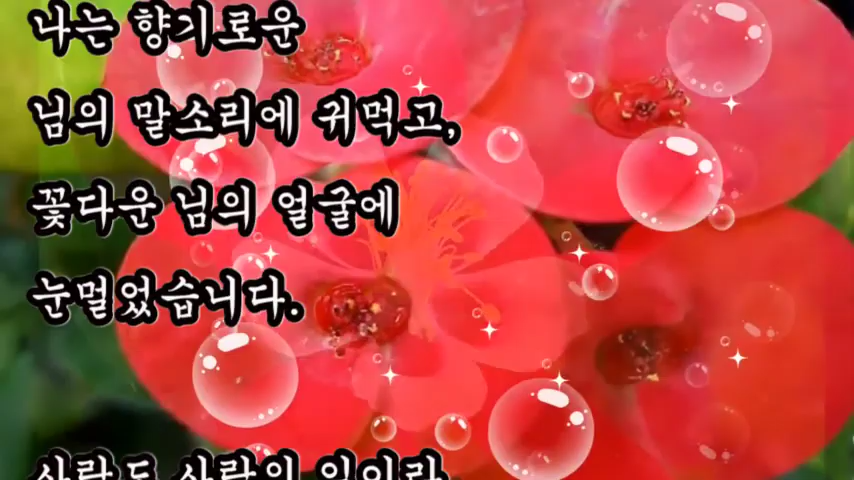 나는 향기로운
님의 말소리에 귀먹고,
꽃다운 님의 얼굴에
눈멀었습니다.
사랑도 사람의 일이라